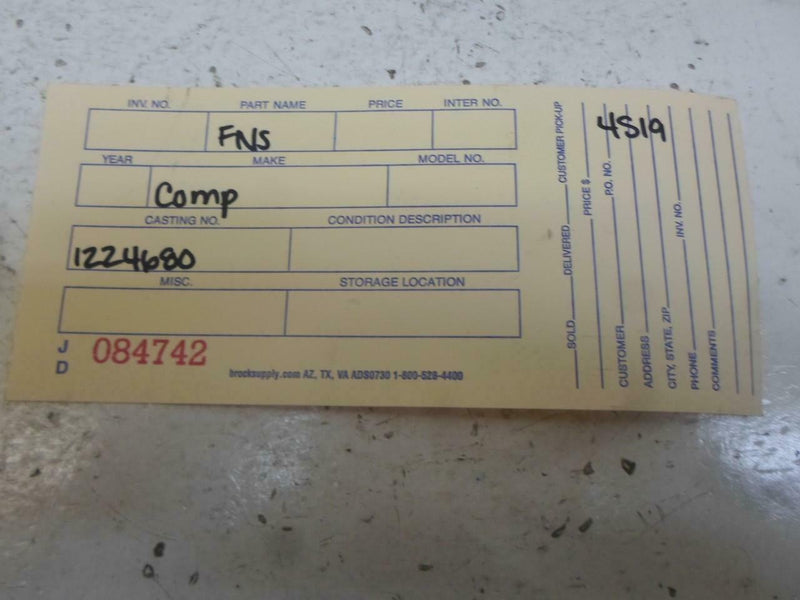 INV. NO. PART NAME PRICE INTER NO.
FNS
YEAR MAKE MODEL NO.
Comp
CASTING NO. CONDITION DESCRIPTION
1224680
MISC. STORAGE LOCATION
J D 084742
brocksupply.com AZ, TX, VA ADS0730 1-800-528-4400
4S19
SOLD DELIVERED CUSTOMER PICK-UP
PRICE $
CUSTOMER P.O. NO.
ADDRESS
CITY, STATE, ZIP INV. NO.
PHONE
COMMENTS